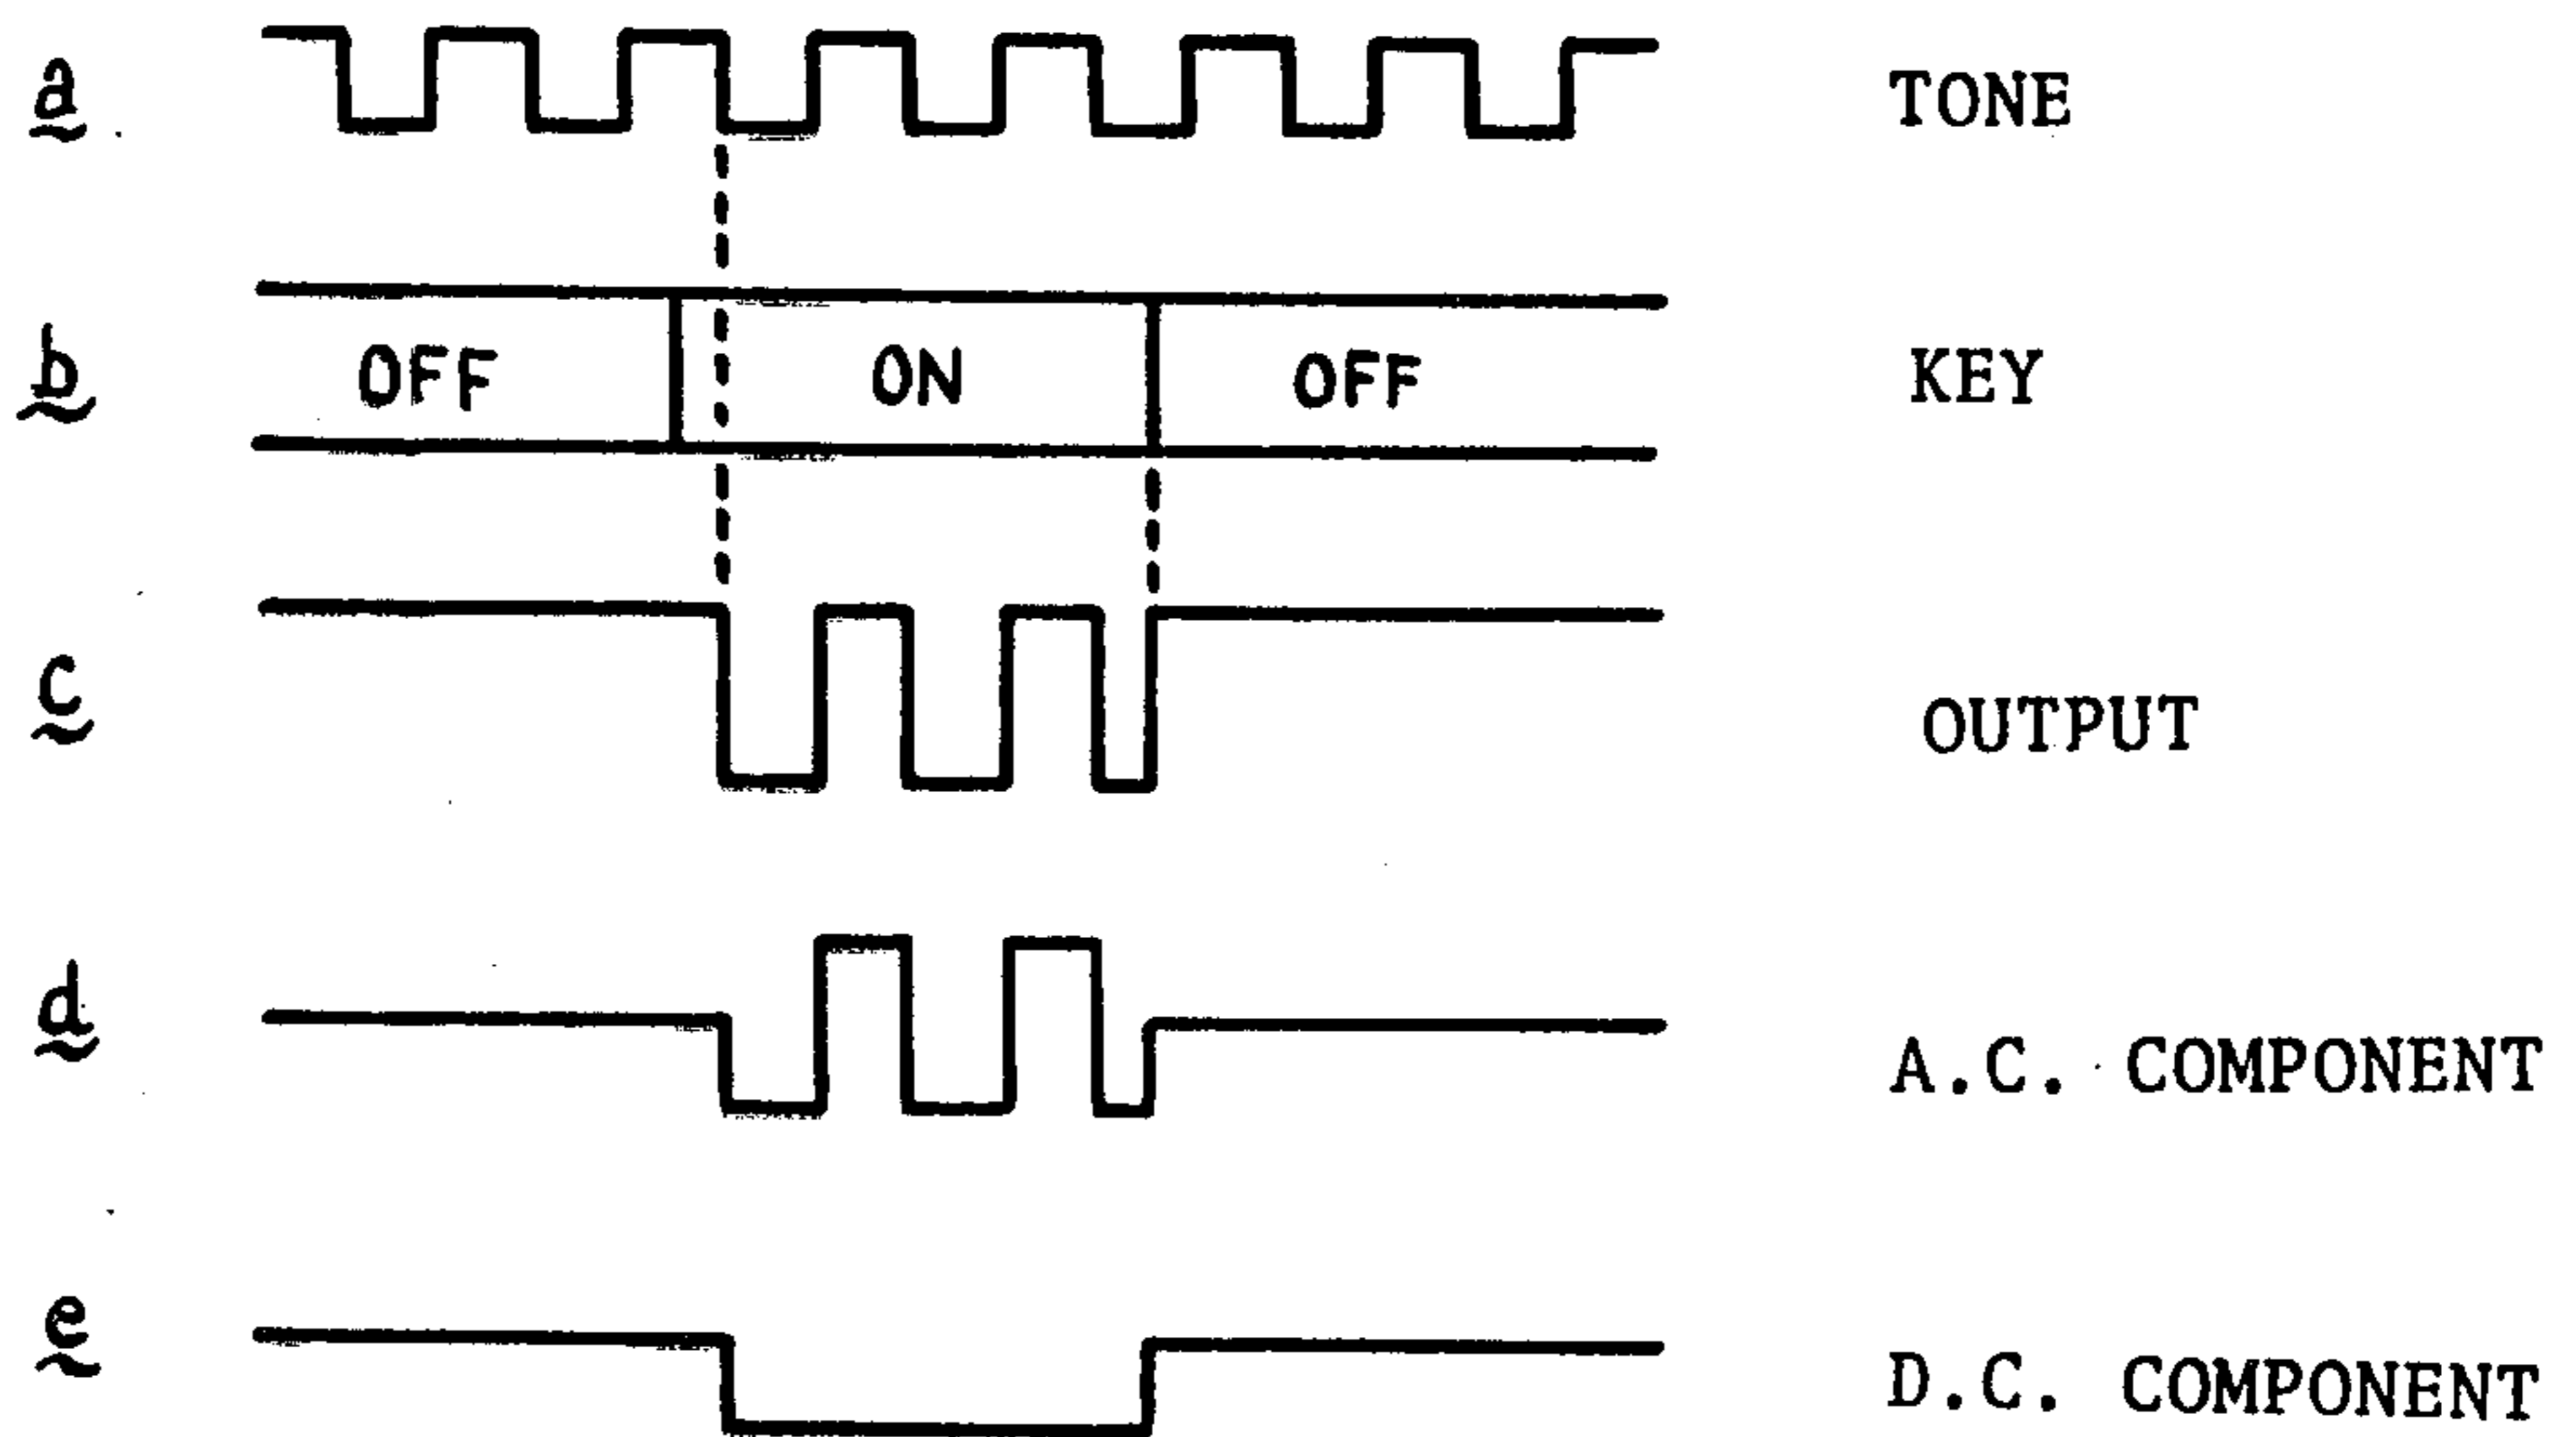 a TONE
b OFF ON OFF KEY
c OUTPUT
d A.C. COMPONENT
e D.C. COMPONENT